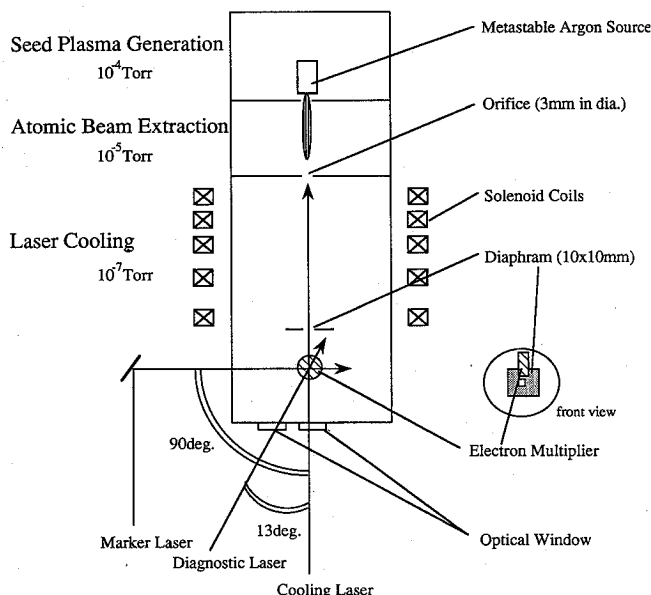 Seed Plasma Generation
10-4Torr
Metastable Argon Source
Orifice (3mm in dia.)
Atomic Beam Extraction
10-5Torr
Solenoid Coils
Laser Cooling
10-7Torr
Diaphram (10x10mm)
front view
90deg.
Electron Multiplier
13deg.
Marker Laser
Diagnostic Laser
Optical Window
Cooling Laser